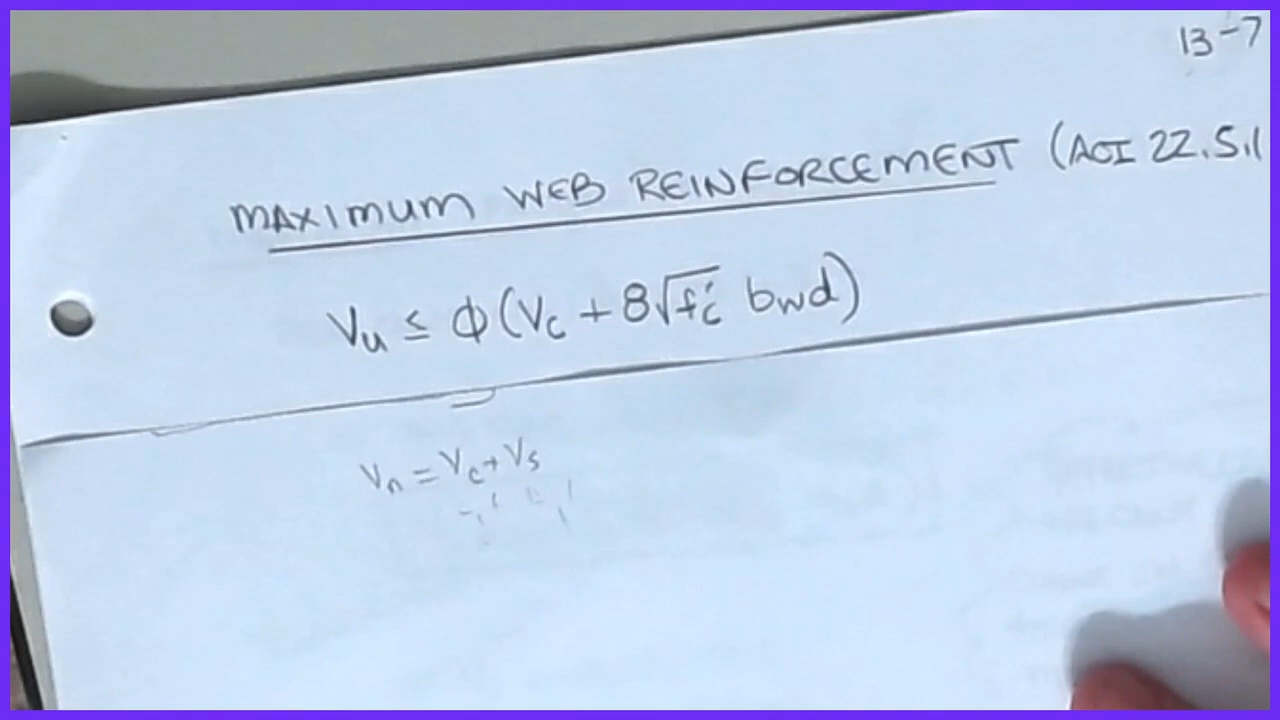 13-7
MAXIMUM WEB REINFORCEMENT (ACI 22.5.1
Vu ≤ ϕ(Vc + 8√f'c bwd)
Vn = Vc + Vs